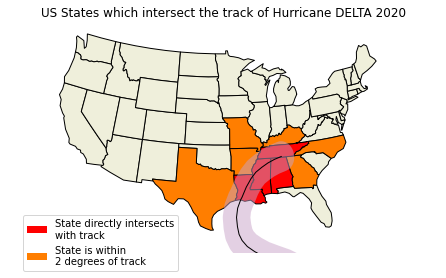 US States which intersect the track of Hurricane DELTA 2020
State directly intersects
with track
State is within
2 degrees of track